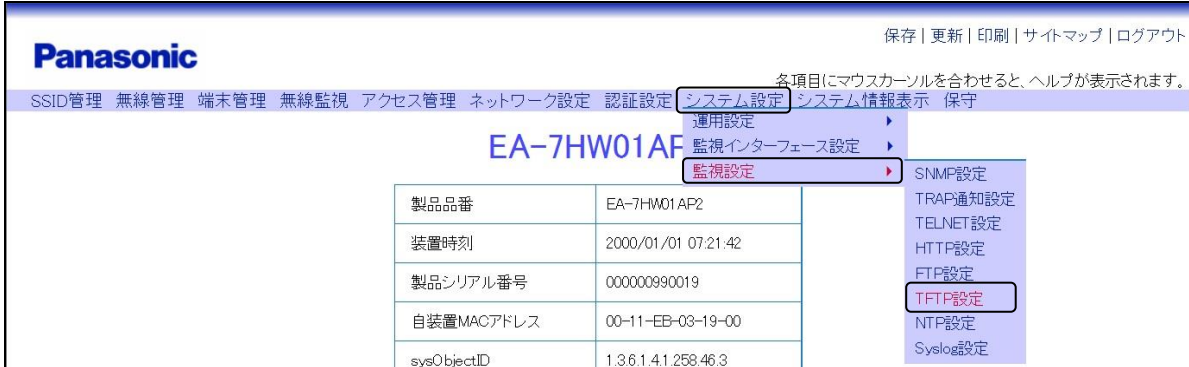 保存 | 更新 | 印刷 | サイトマップ | ログアウト
Panasonic
各項目にマウスカーソルを合わせると、ヘルプが表示されます。
SSID管理 無線管理 端末管理 無線監視 アクセス管理 ネットワーク設定 認証設定 システム設定 システム情報表示 保守
運用設定
監視インターフェース設定
監視設定
SNMP設定
TRAP通知設定
TELNET設定
HTTP設定
FTP設定
TFTP設定
NTP設定
Syslog設定
EA-7HW01AP
製品品番 EA-7HW01AP2
装置時刻 2000/01/01 07:21:42
製品シリアル番号 000000990019
自装置MACアドレス 00-11-EB-03-19-00
sysObjectID 1.3.6.1.4.1.258.46.3